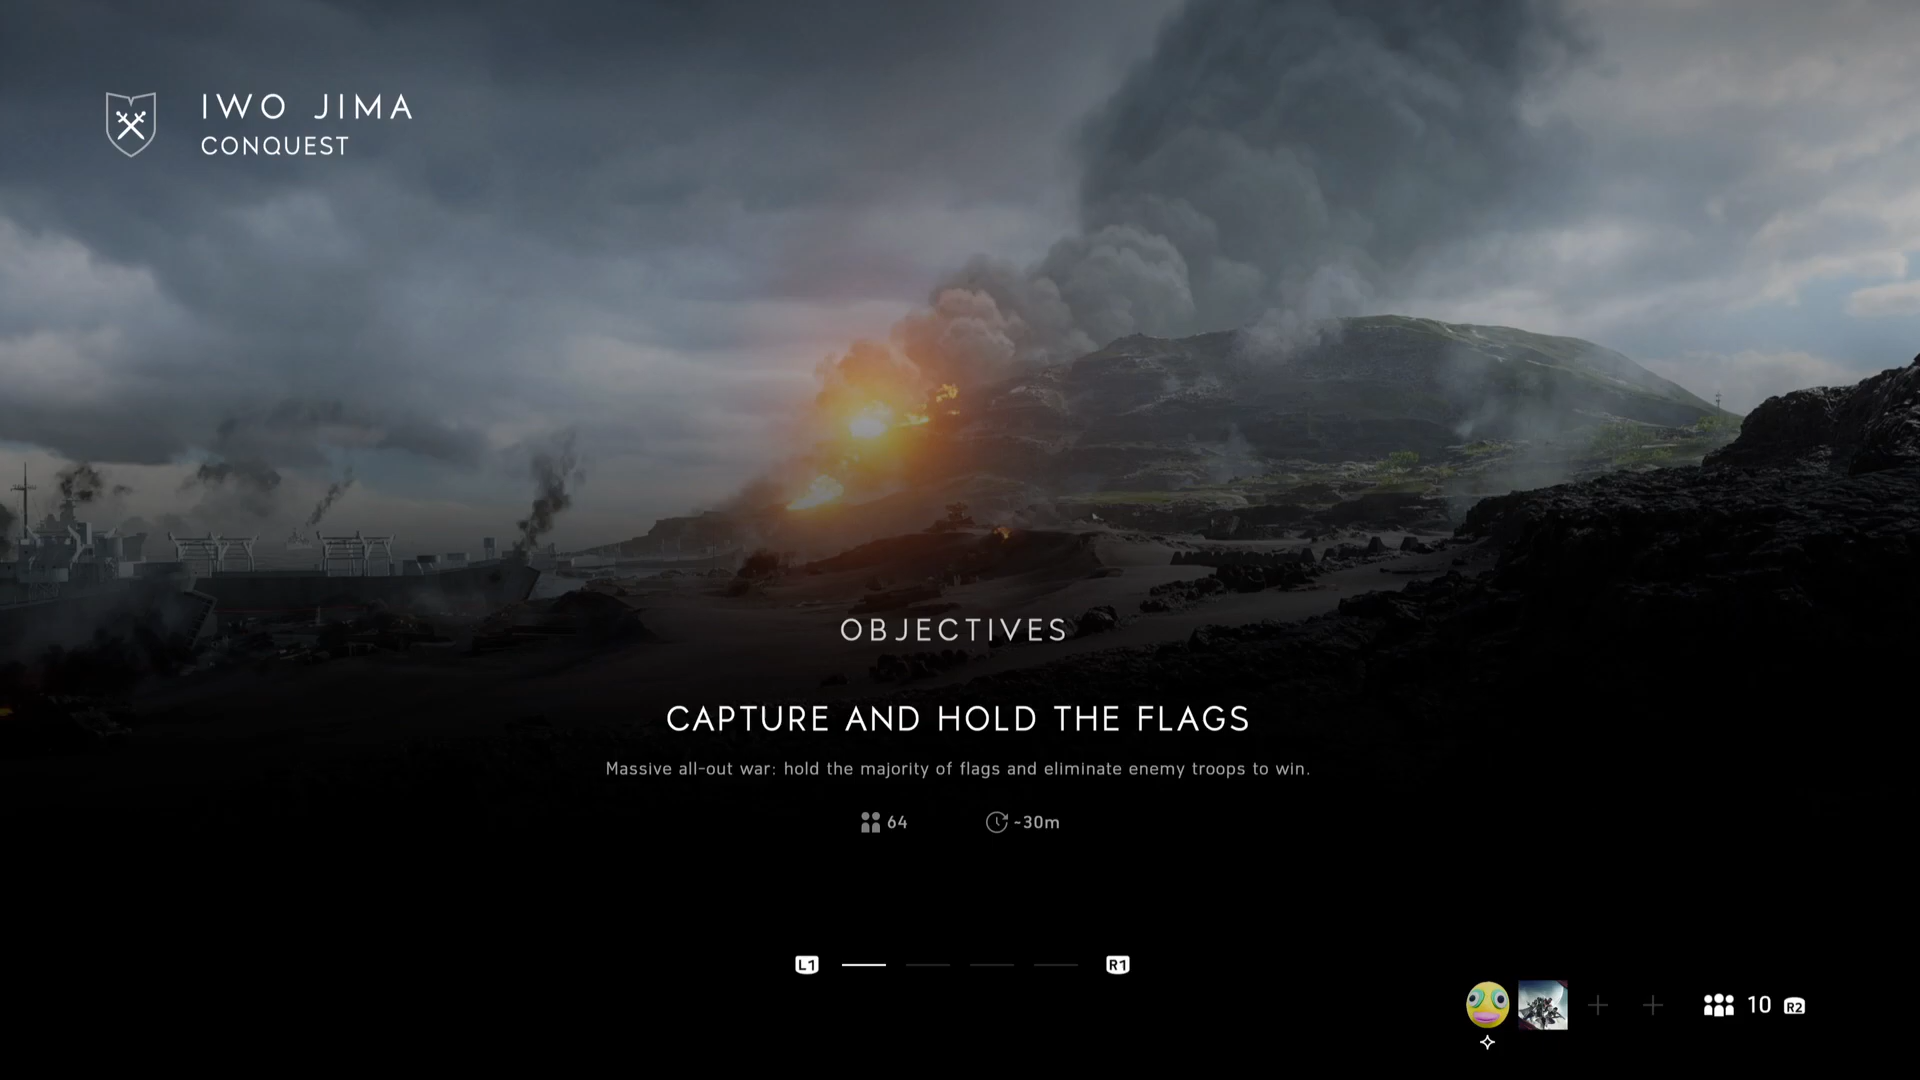 IWO JIMA
CONQUEST
OBJECTIVES
CAPTURE AND HOLD THE FLAGS
Massive all-out war: hold the majority of flags and eliminate enemy troops to win.
64 ~30m
L1 R1
10 R2